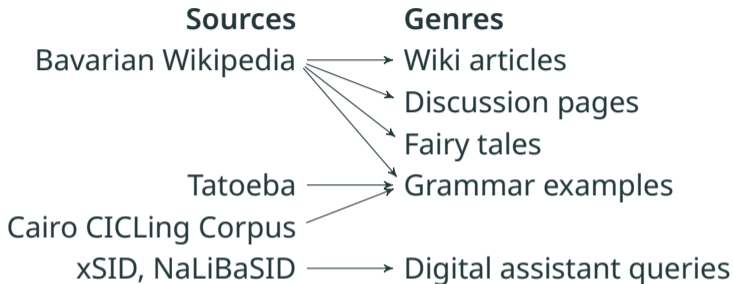 Sources Genres
Bavarian Wikipedia Wiki articles
Discussion pages
Fairy tales
Tatoeba Grammar examples
Cairo CICLing Corpus
xSID, NaLiBaSID Digital assistant queries